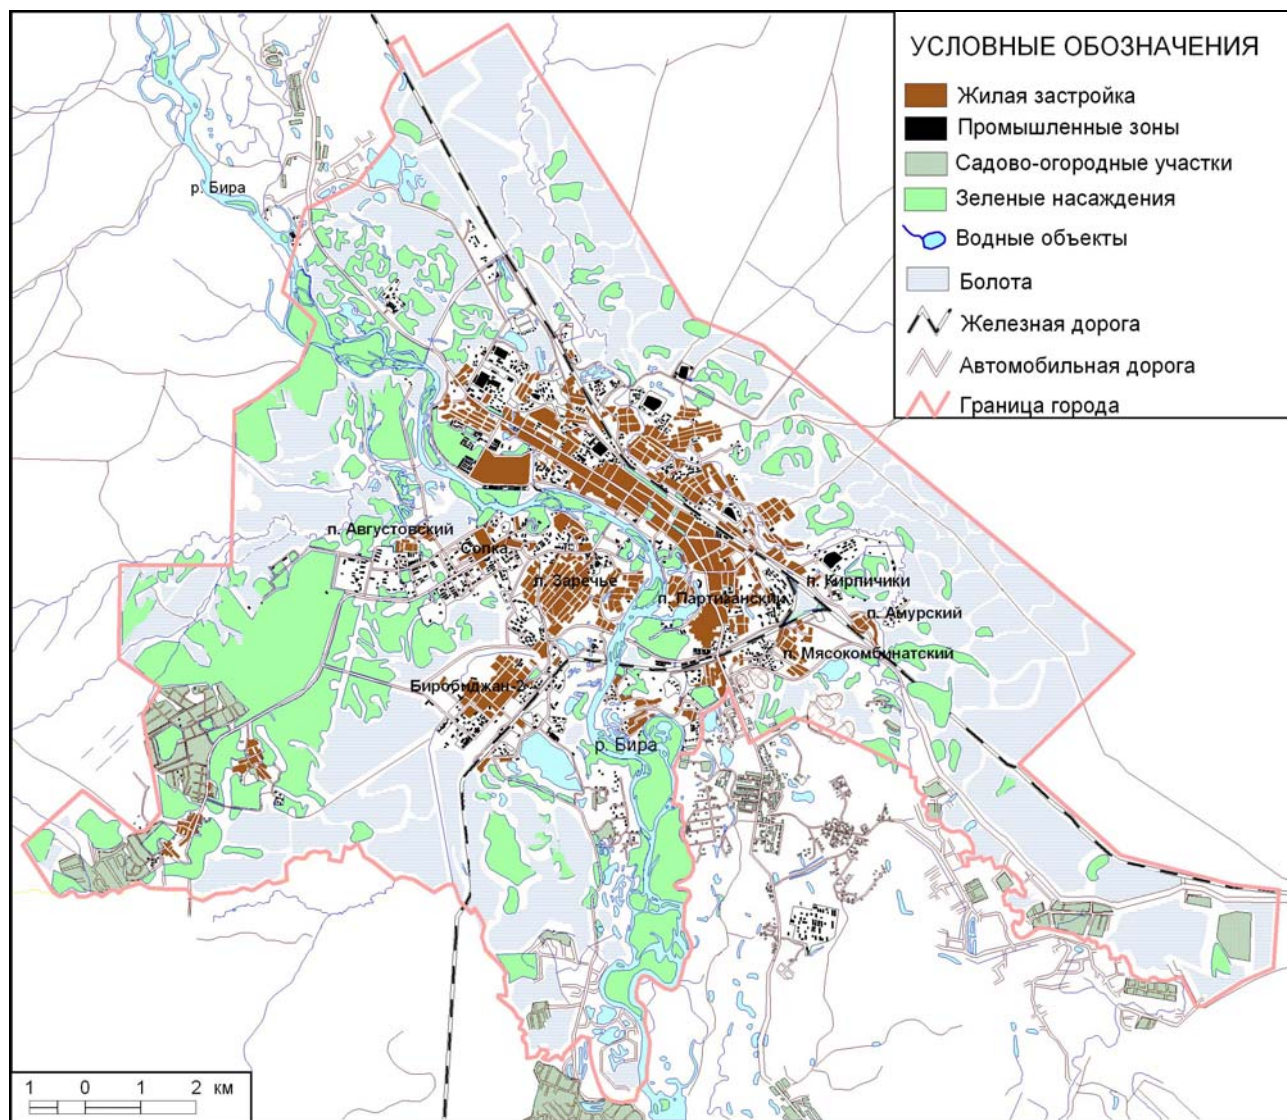 УСЛОВНЫЕ ОБОЗНАЧЕНИЯ
Жилая застройка
Промышленные зоны
Садово-огородные участки
Зеленые насаждения
Водные объекты
Болота
Железная дорога
Автомобильная дорога
Граница города
р. Бира
п. Августовский
Сопка
п. Заречье
п. Кирпичики
п. Партизанский
п. Амурский
п. Мясокомбинатский
Биробиджан-2
р. Бира
1 0 1 2 км